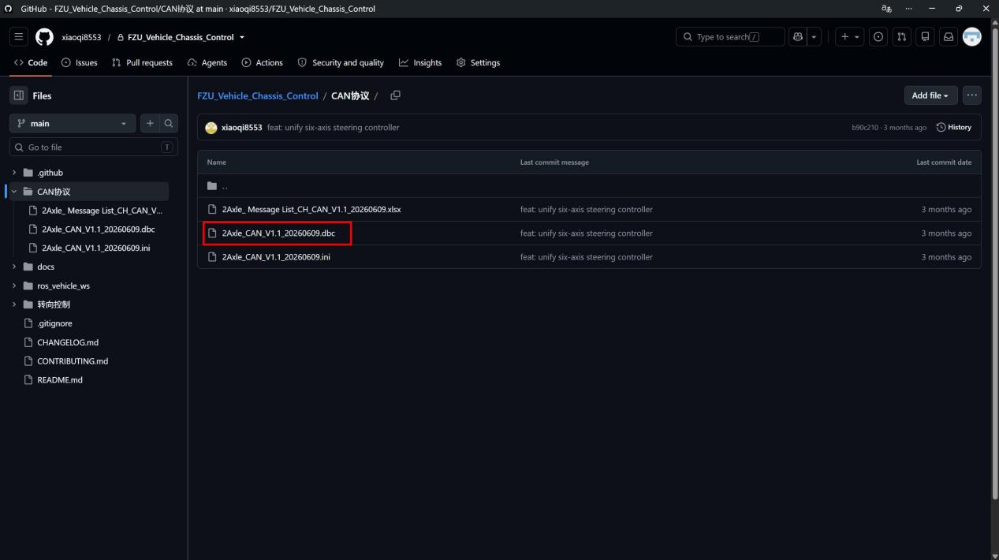 GitHub - FZU_Vehicle_Chassis_Control/CAN协议 at main · xiaoqi8553/FZU_Vehicle_Chassis_Control
xiaoqi8553 / FZU_Vehicle_Chassis_Control
Type to search /
Code Issues Pull requests Agents Actions Security and quality Insights Settings
Files
main
Go to file T
.github
CAN协议
2Axle_ Message List_CH_CAN_V...
2Axle_CAN_V1.1_20260609.dbc
2Axle_CAN_V1.1_20260609.ini
docs
ros_vehicle_ws
转向控制
.gitignore
CHANGELOG.md
CONTRIBUTING.md
README.md
FZU_Vehicle_Chassis_Control / CAN协议 /
Add file
xiaoqi8553 feat: unify six-axis steering controller b90c210 · 3 months ago History
Name Last commit message Last commit date
..
2Axle_ Message List_CH_CAN_V1.1_20260609.xlsx feat: unify six-axis steering controller 3 months ago
2Axle_CAN_V1.1_20260609.dbc feat: unify six-axis steering controller 3 months ago
2Axle_CAN_V1.1_20260609.ini feat: unify six-axis steering controller 3 months ago